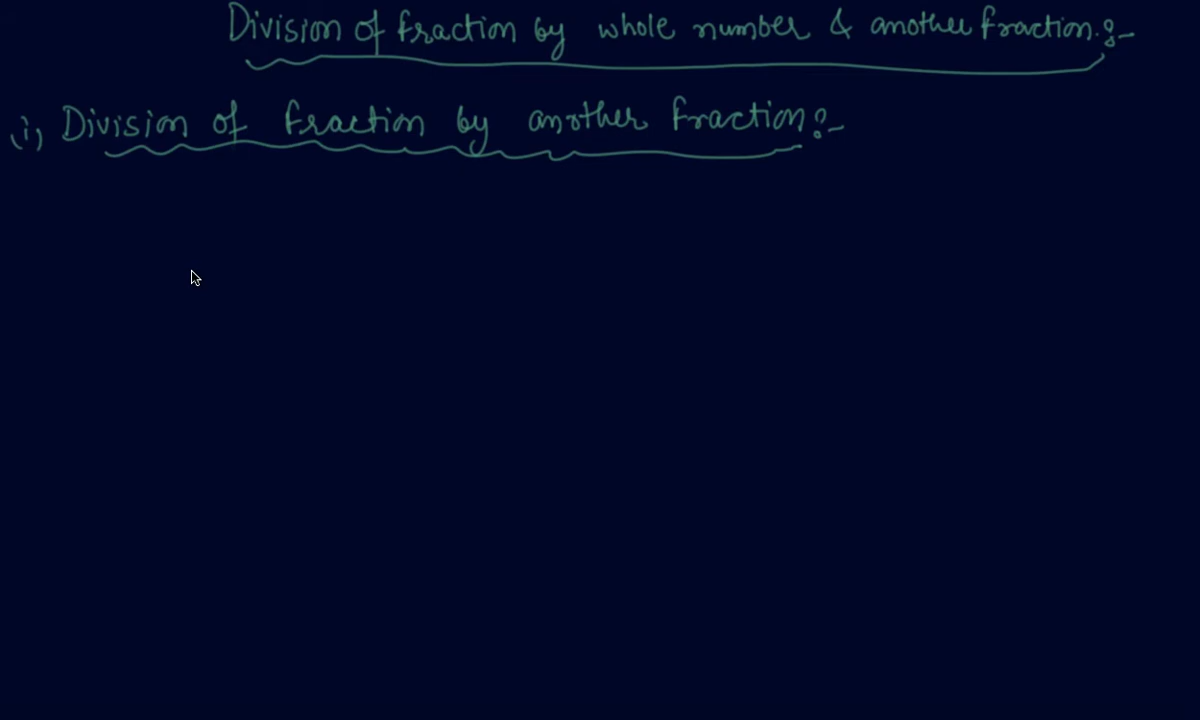 Division of fraction by whole number & another fraction :-
(i) Division of fraction by another fraction :-